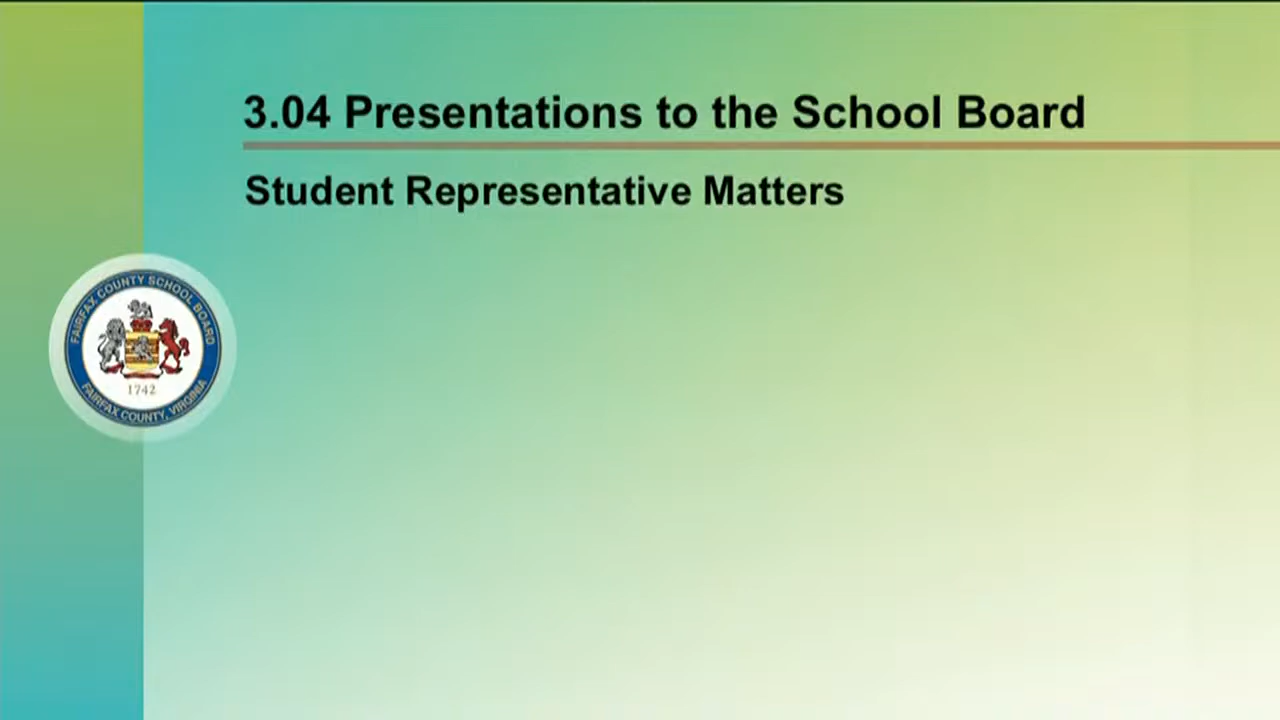 3.04 Presentations to the School Board
Student Representative Matters
FAIRFAX COUNTY SCHOOL BOARD
1742
FAIRFAX COUNTY, VIRGINIA